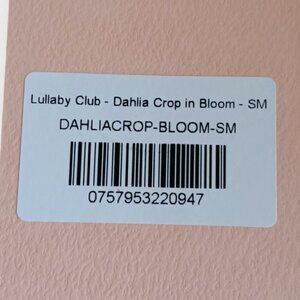 Lullaby Club - Dahlia Crop in Bloom - SM
DAHLIACROP-BLOOM-SM
0757953220947